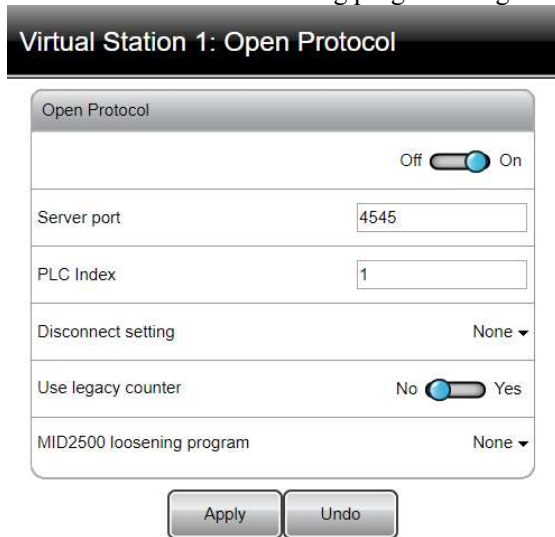 Virtual Station 1: Open Protocol
Open Protocol
Off On
Server port 4545
PLC Index 1
Disconnect setting None
Use legacy counter No Yes
MID2500 loosening program None
Apply Undo